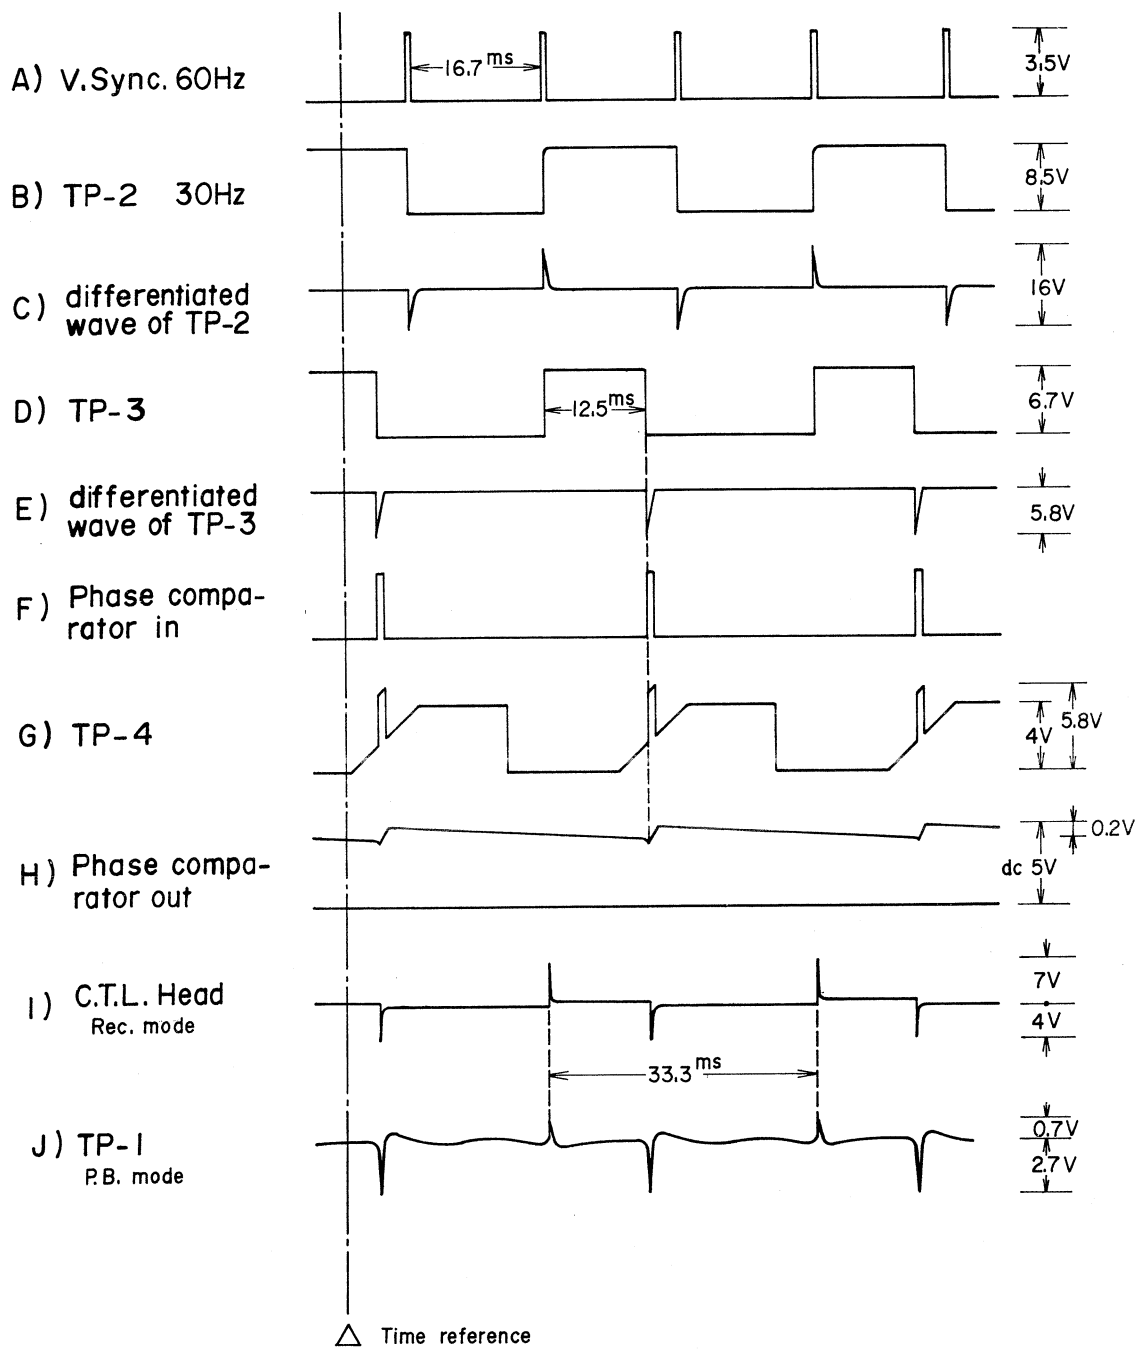 A) V.Sync. 60Hz
16.7 ms
3.5V
B) TP-2 30Hz
8.5V
C) differentiated
wave of TP-2
16V
D) TP-3
12.5 ms
6.7V
E) differentiated
wave of TP-3
5.8V
F) Phase compa-
rator in
G) TP-4
4V
5.8V
H) Phase compa-
rator out
0.2V
dc 5V
I) C.T.L. Head
Rec. mode
7V
4V
33.3 ms
J) TP-1
P.B. mode
0.7V
2.7V
Time reference